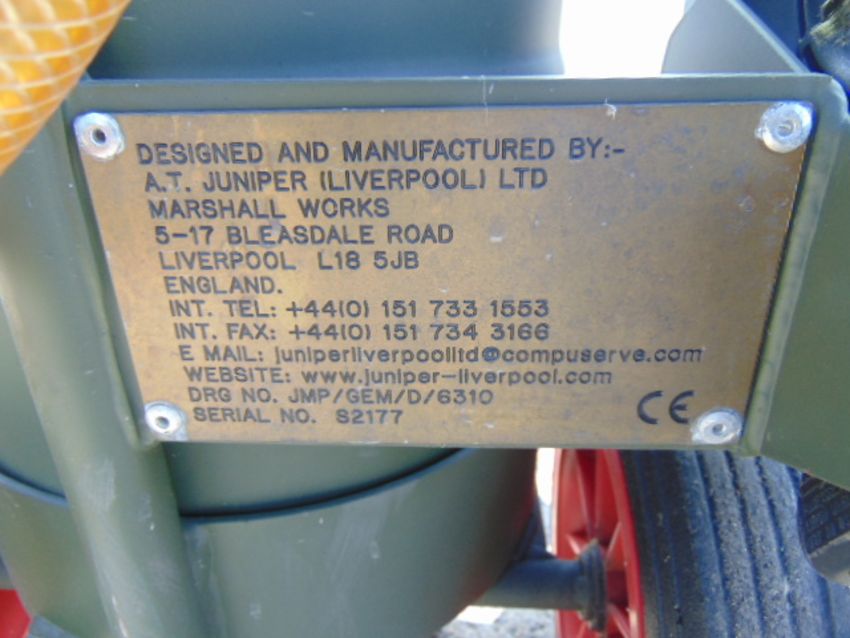 DESIGNED AND MANUFACTURED BY:-
A.T. JUNIPER (LIVERPOOL) LTD
MARSHALL WORKS
5-17 BLEASDALE ROAD
LIVERPOOL L18 5JB
ENGLAND.
INT. TEL: +44(0) 151 733 1553
INT. FAX: +44(0) 151 734 3166
E MAIL: juniperliverpoolltd@compuserve.com
WEBSITE: www.juniper-liverpool.com
DRG NO. JMP/GEM/D/6310
SERIAL NO. S2177
CE